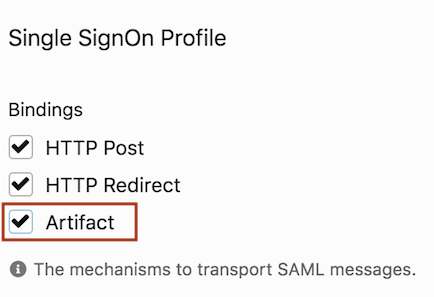 Single SignOn Profile
Bindings
HTTP Post
HTTP Redirect
Artifact
The mechanisms to transport SAML messages.